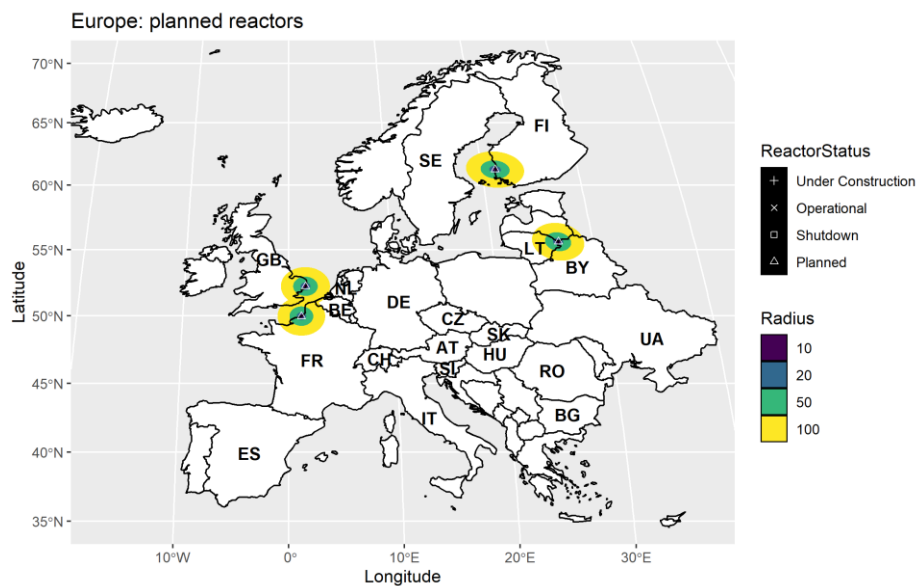 Europe: planned reactors
70°N
65°N
60°N
55°N
50°N
45°N
40°N
35°N
Latitude
FI
SE
LT
BY
GB
NL
BE
DE
CZ
SK
UA
AT
HU
FR
CH
SI
RO
BG
IT
ES
10°W
0°
10°E
20°E
30°E
Longitude
ReactorStatus
Under Construction
Operational
Shutdown
Planned
Radius
10
20
50
100